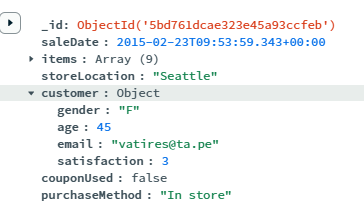 _id: ObjectId('5bd761dcae323e45a93ccfeb')
saleDate: 2015-02-23T09:53:59.343+00:00
items: Array (9)
storeLocation: "Seattle"
customer: Object
gender: "F"
age: 45
email: "vatires@ta.pe"
satisfaction: 3
couponUsed: false
purchaseMethod: "In store"